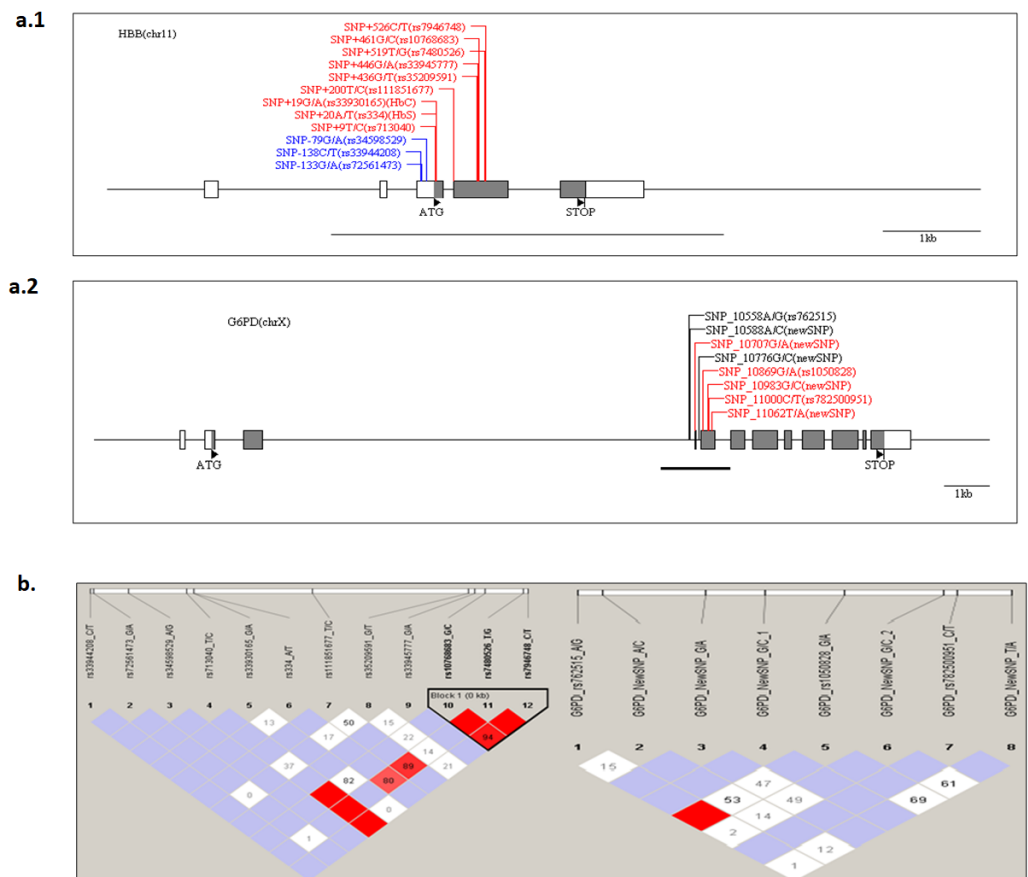 a.1
HBB(chr11)
SNP+526C/T(rs7946748)
SNP+461G/C(rs10768683)
SNP+519T/G(rs7480526)
SNP+446G/A(rs33945777)
SNP+436G/T(rs35209591)
SNP+200T/C(rs111851677)
SNP+19G/A(rs33930165)(HbC)
SNP+20A/T(rs334)(HbS)
SNP+9T/C(rs713040)
SNP-79G/A(rs34598529)
SNP-138C/T(rs33944208)
SNP-133G/A(rs72561473)
ATG
STOP
1kb
a.2
G6PD(chrX)
SNP_10558A/G(rs762515)
SNP_10588A/C(newSNP)
SNP_10707G/A(newSNP)
SNP_10776G/C(newSNP)
SNP_10869G/A(rs1050828)
SNP_10983G/C(newSNP)
SNP_11000C/T(rs782500951)
SNP_11062T/A(newSNP)
ATG
STOP
1kb
b.
rs33944208_C/T
rs72561473_G/A
rs34598529_A/G
rs713040_T/C
rs33930165_G/A
rs334_A/T
rs111851677_T/C
rs35209591_G/T
rs33945777_G/A
rs10768683_G/C
rs7480526_T/G
rs7946748_C/T
Block 1 (0 kb)
1 2 3 4 5 6 7 8 9 10 11 12
13 50 15
17 22 94
14
37 89 21
82 80
0 0
1
G6PD_rs762515_A/G
G6PD_NewSNP_A/C
G6PD_NewSNP_G/A
G6PD_NewSNP_G/C_1
G6PD_rs1050828_G/A
G6PD_NewSNP_G/C_2
G6PD_rs782500951_C/T
G6PD_NewSNP_T/A
1 2 3 4 5 6 7 8
15
47 61
53 49 69
14
2
12
1